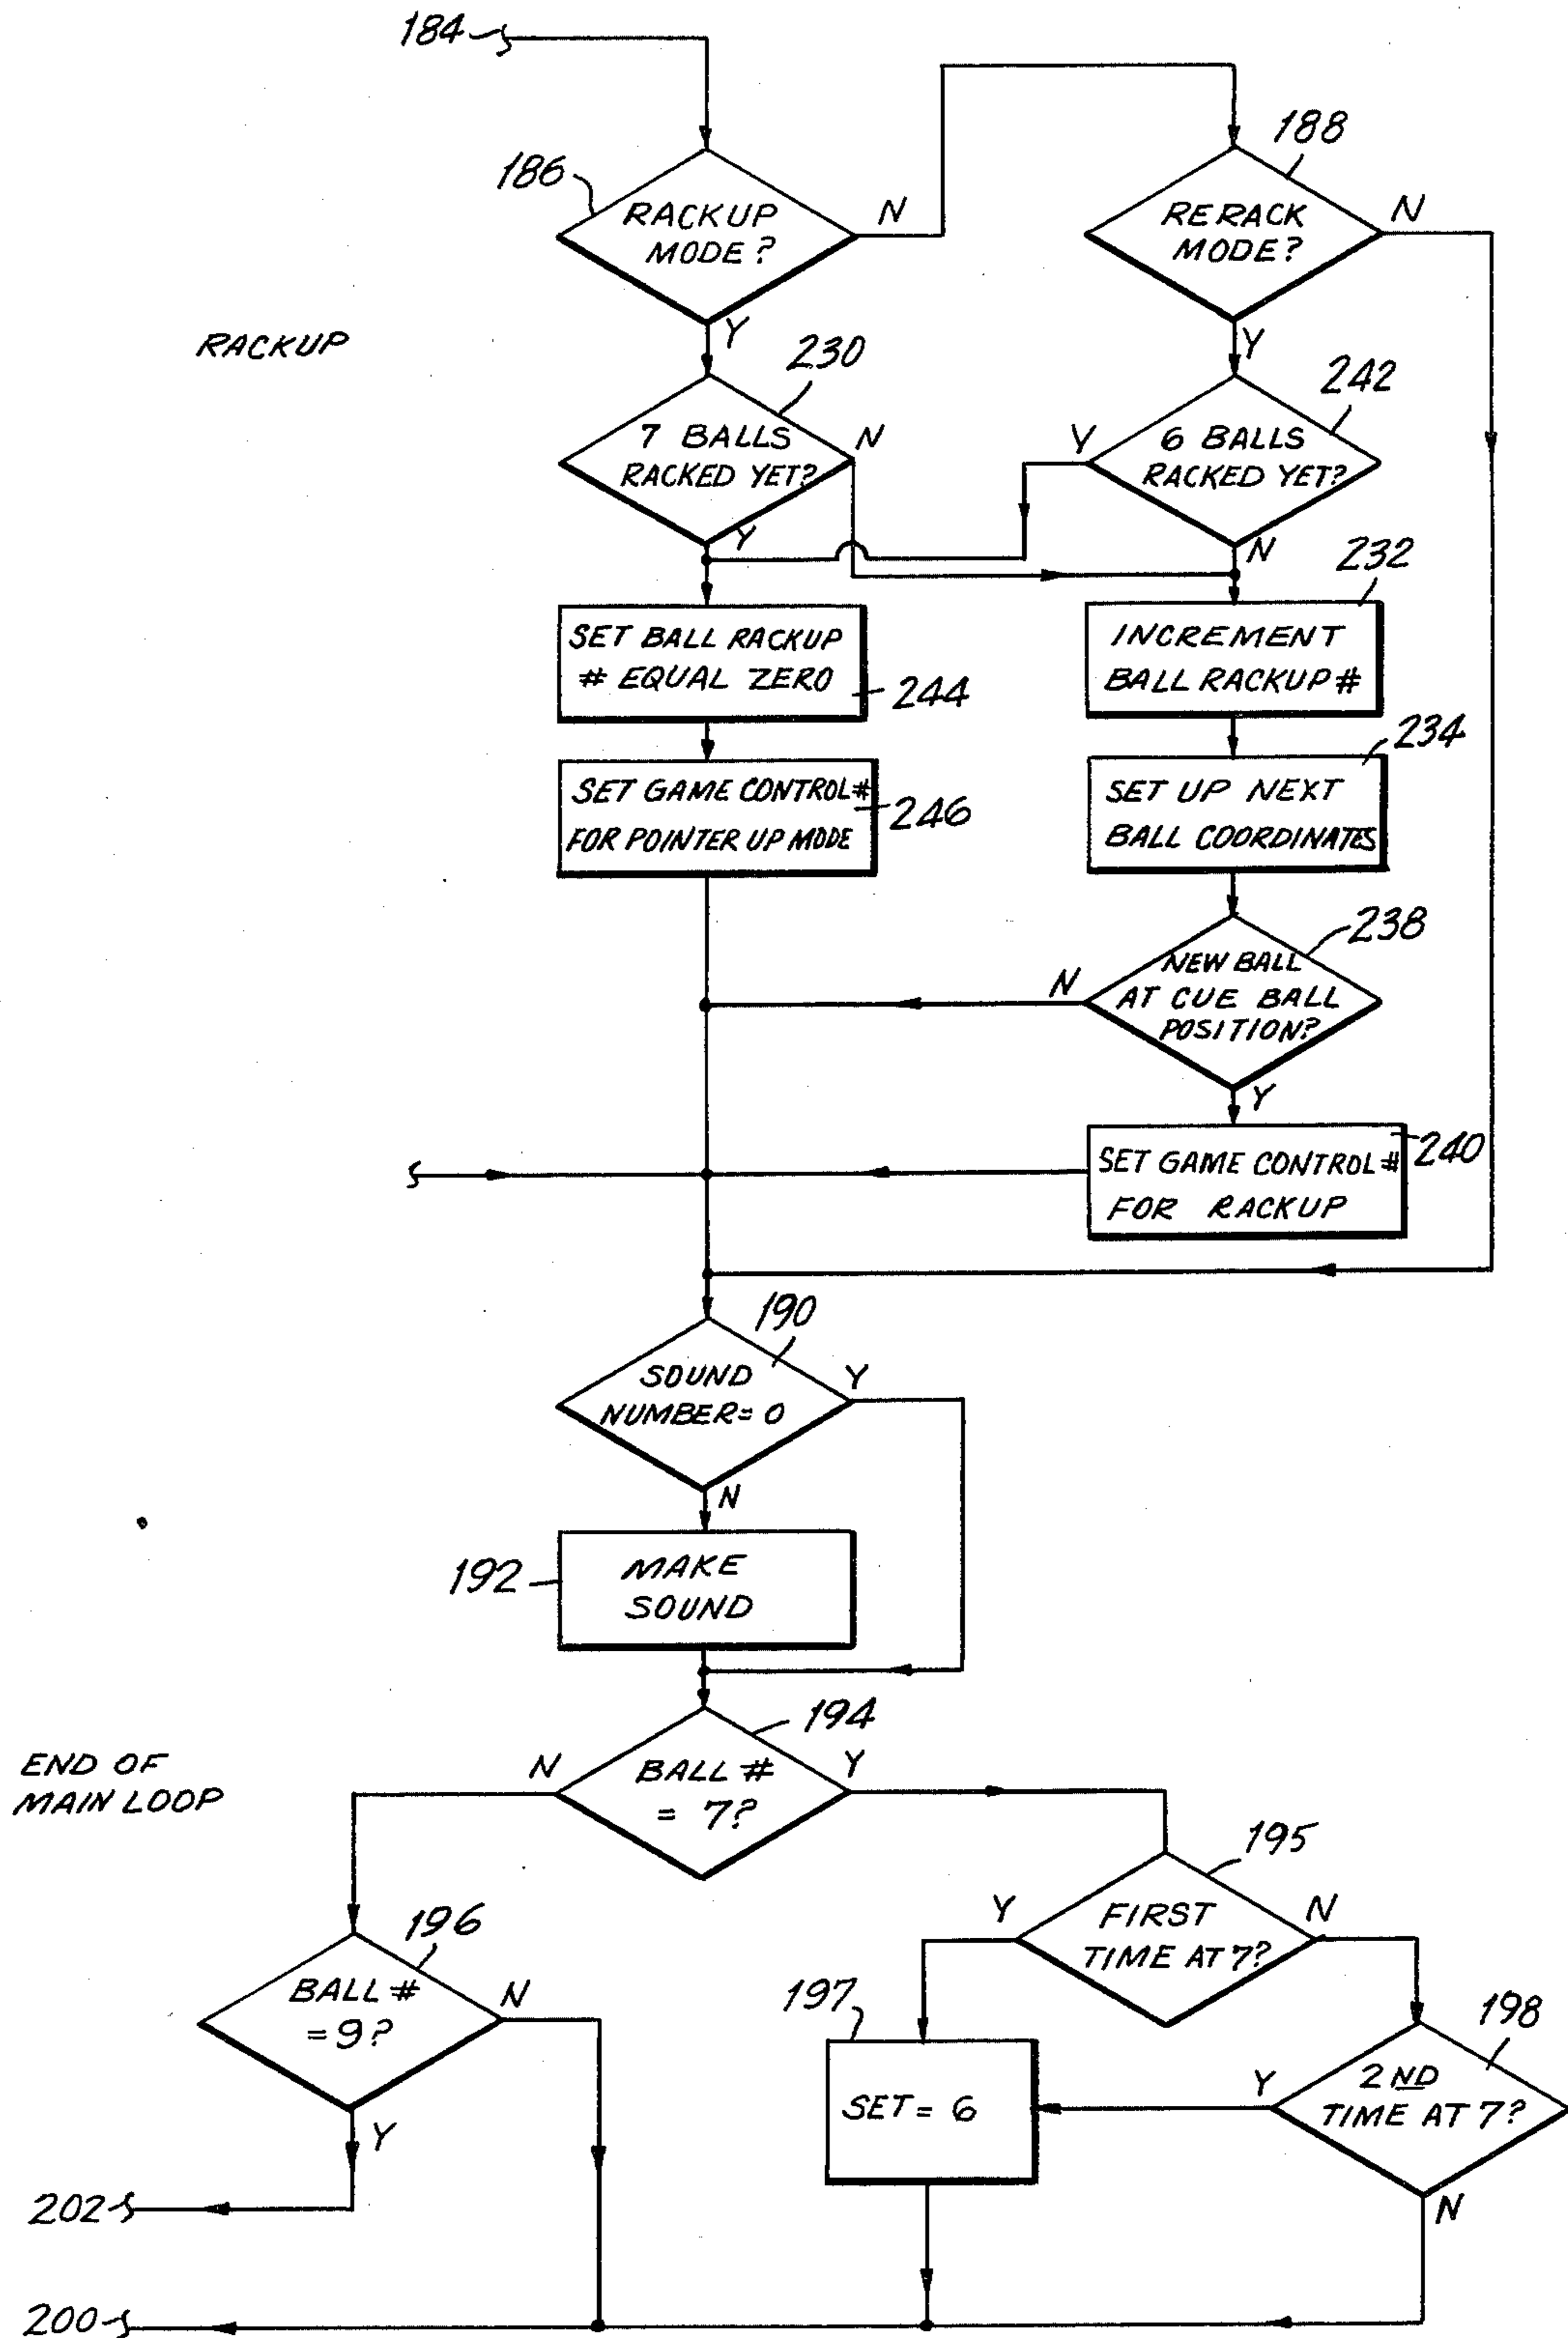 184
186
RACKUP
MODE?
N
Y
188
RERACK
MODE?
N
Y
RACKUP
230
7 BALLS
RACKED YET?
N
Y
242
6 BALLS
RACKED YET?
Y
N
232
SET BALL RACKUP
# EQUAL ZERO
244
INCREMENT
BALL RACKUP #
234
SET GAME CONTROL #
FOR POINTER UP MODE
246
SET UP NEXT
BALL COORDINATES
238
NEW BALL
AT CUE BALL
POSITION?
N
Y
240
SET GAME CONTROL #
FOR RACKUP
190
SOUND
NUMBER = 0
Y
N
192
MAKE
SOUND
194
END OF
MAIN LOOP
N
BALL #
= 7?
Y
195
196
BALL #
= 9?
N
Y
Y
FIRST
TIME AT 7?
N
197
SET = 6
198
2ND
TIME AT 7?
Y
N
202
200